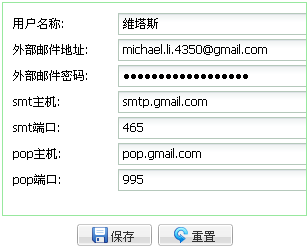 用户名称: 維塔斯
外部邮件地址: michael.li.4350@gmail.com
外部邮件密码: ●●●●●●●●●●●●●●●●●
smt主机: smtp.gmail.com
smt端口: 465
pop主机: pop.gmail.com
pop端口: 995
保存 重置